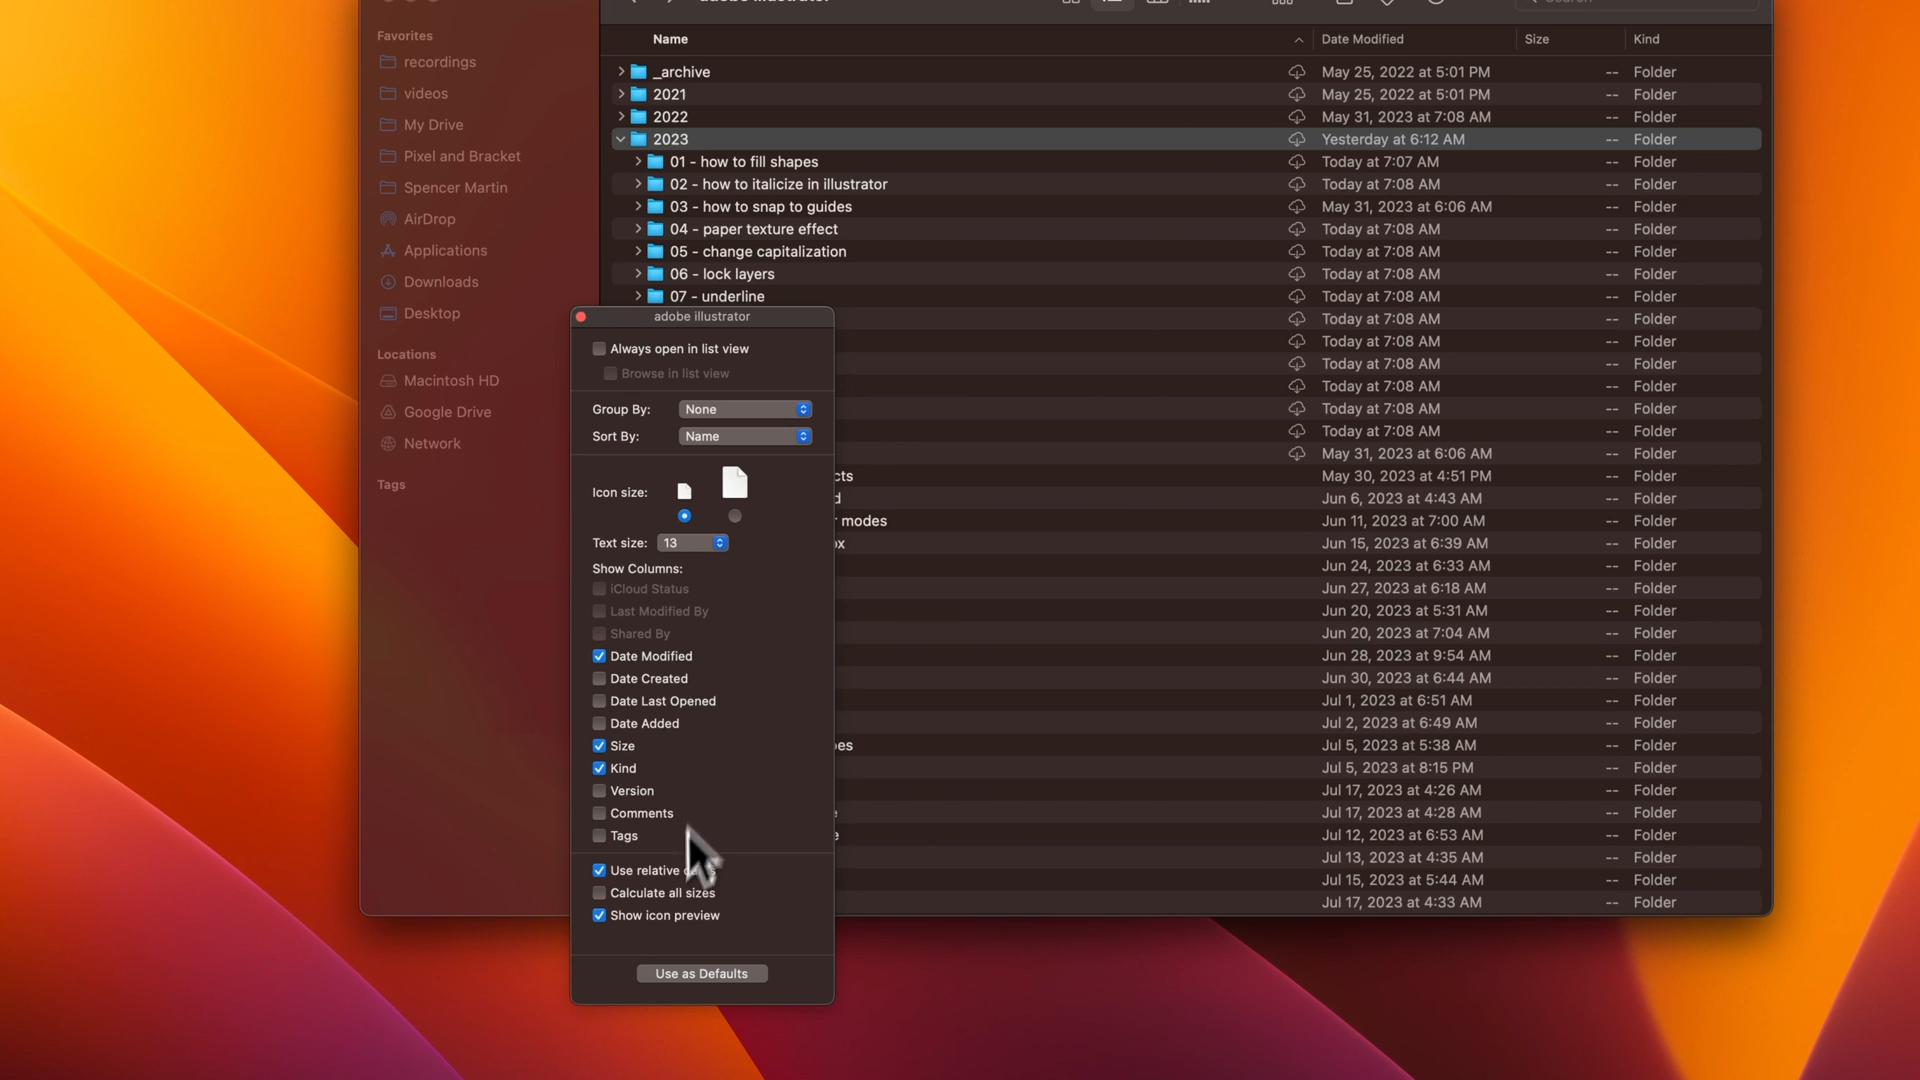 Favorites
recordings
videos
My Drive
Pixel and Bracket
Spencer Martin
AirDrop
Applications
Downloads
Desktop
Locations
Macintosh HD
Google Drive
Network
Tags
Name Date Modified Size Kind
_archive May 25, 2022 at 5:01 PM -- Folder
2021 May 25, 2022 at 5:01 PM -- Folder
2022 May 31, 2023 at 7:08 AM -- Folder
2023 Yesterday at 6:12 AM -- Folder
01 - how to fill shapes Today at 7:07 AM -- Folder
02 - how to italicize in illustrator Today at 7:08 AM -- Folder
03 - how to snap to guides May 31, 2023 at 6:06 AM -- Folder
04 - paper texture effect Today at 7:08 AM -- Folder
05 - change capitalization Today at 7:08 AM -- Folder
06 - lock layers Today at 7:08 AM -- Folder
07 - underline Today at 7:08 AM -- Folder
Today at 7:08 AM -- Folder
Today at 7:08 AM -- Folder
Today at 7:08 AM -- Folder
Today at 7:08 AM -- Folder
Today at 7:08 AM -- Folder
Today at 7:08 AM -- Folder
May 31, 2023 at 6:06 AM -- Folder
cts May 30, 2023 at 4:51 PM -- Folder
Jun 6, 2023 at 4:43 AM -- Folder
modes Jun 11, 2023 at 7:00 AM -- Folder
ox Jun 15, 2023 at 6:39 AM -- Folder
Jun 24, 2023 at 6:33 AM -- Folder
Jun 27, 2023 at 6:18 AM -- Folder
Jun 20, 2023 at 5:31 AM -- Folder
Jun 20, 2023 at 7:04 AM -- Folder
Jun 28, 2023 at 9:54 AM -- Folder
Jun 30, 2023 at 6:44 AM -- Folder
Jul 1, 2023 at 6:51 AM -- Folder
Jul 2, 2023 at 6:49 AM -- Folder
es Jul 5, 2023 at 5:38 AM -- Folder
Jul 5, 2023 at 8:15 PM -- Folder
Jul 17, 2023 at 4:26 AM -- Folder
Jul 17, 2023 at 4:28 AM -- Folder
Jul 12, 2023 at 6:53 AM -- Folder
Jul 13, 2023 at 4:35 AM -- Folder
Jul 15, 2023 at 5:44 AM -- Folder
Jul 17, 2023 at 4:33 AM -- Folder
adobe illustrator
Always open in list view
Browse in list view
Group By: None
Sort By: Name
Icon size:
Text size: 13
Show Columns:
iCloud Status
Last Modified By
Shared By
Date Modified
Date Created
Date Last Opened
Date Added
Size
Kind
Version
Comments
Tags
Use relative
Calculate all sizes
Show icon preview
Use as Defaults